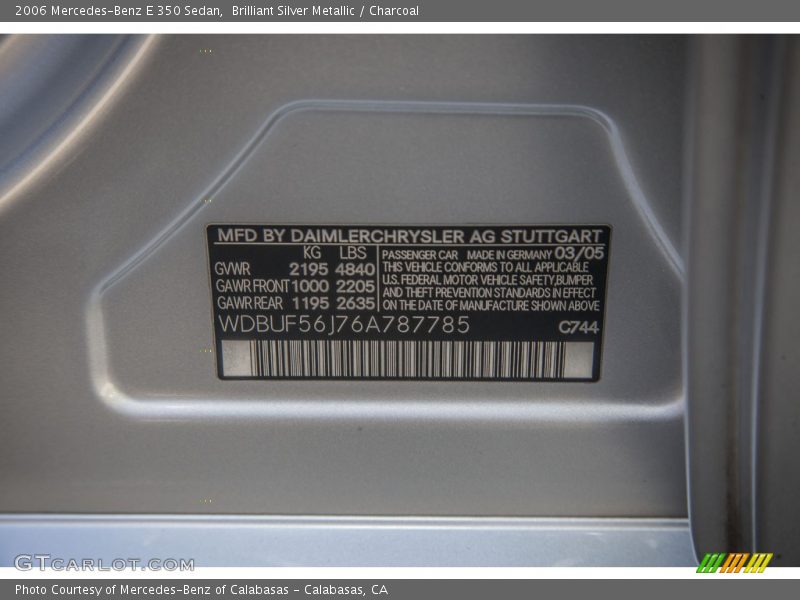 2006 Mercedes-Benz E 350 Sedan,  Brilliant Silver Metallic / Charcoal
MFD BY DAIMLERCHRYSLER AG STUTTGART
KG LBS
GVWR 2195 4840
GAWR FRONT 1000 2205
GAWR REAR 1195 2635
PASSENGER CAR MADE IN GERMANY 03/05
THIS VEHICLE CONFORMS TO ALL APPLICABLE
U.S. FEDERAL MOTOR VEHICLE SAFETY,BUMPER
AND THEFT PREVENTION STANDARDS IN EFFECT
ON THE DATE OF MANUFACTURE SHOWN ABOVE
WDBUF56J76A787785 C744
GTCARLOT.COM
Photo Courtesy of Mercedes-Benz of Calabasas - Calabasas, CA